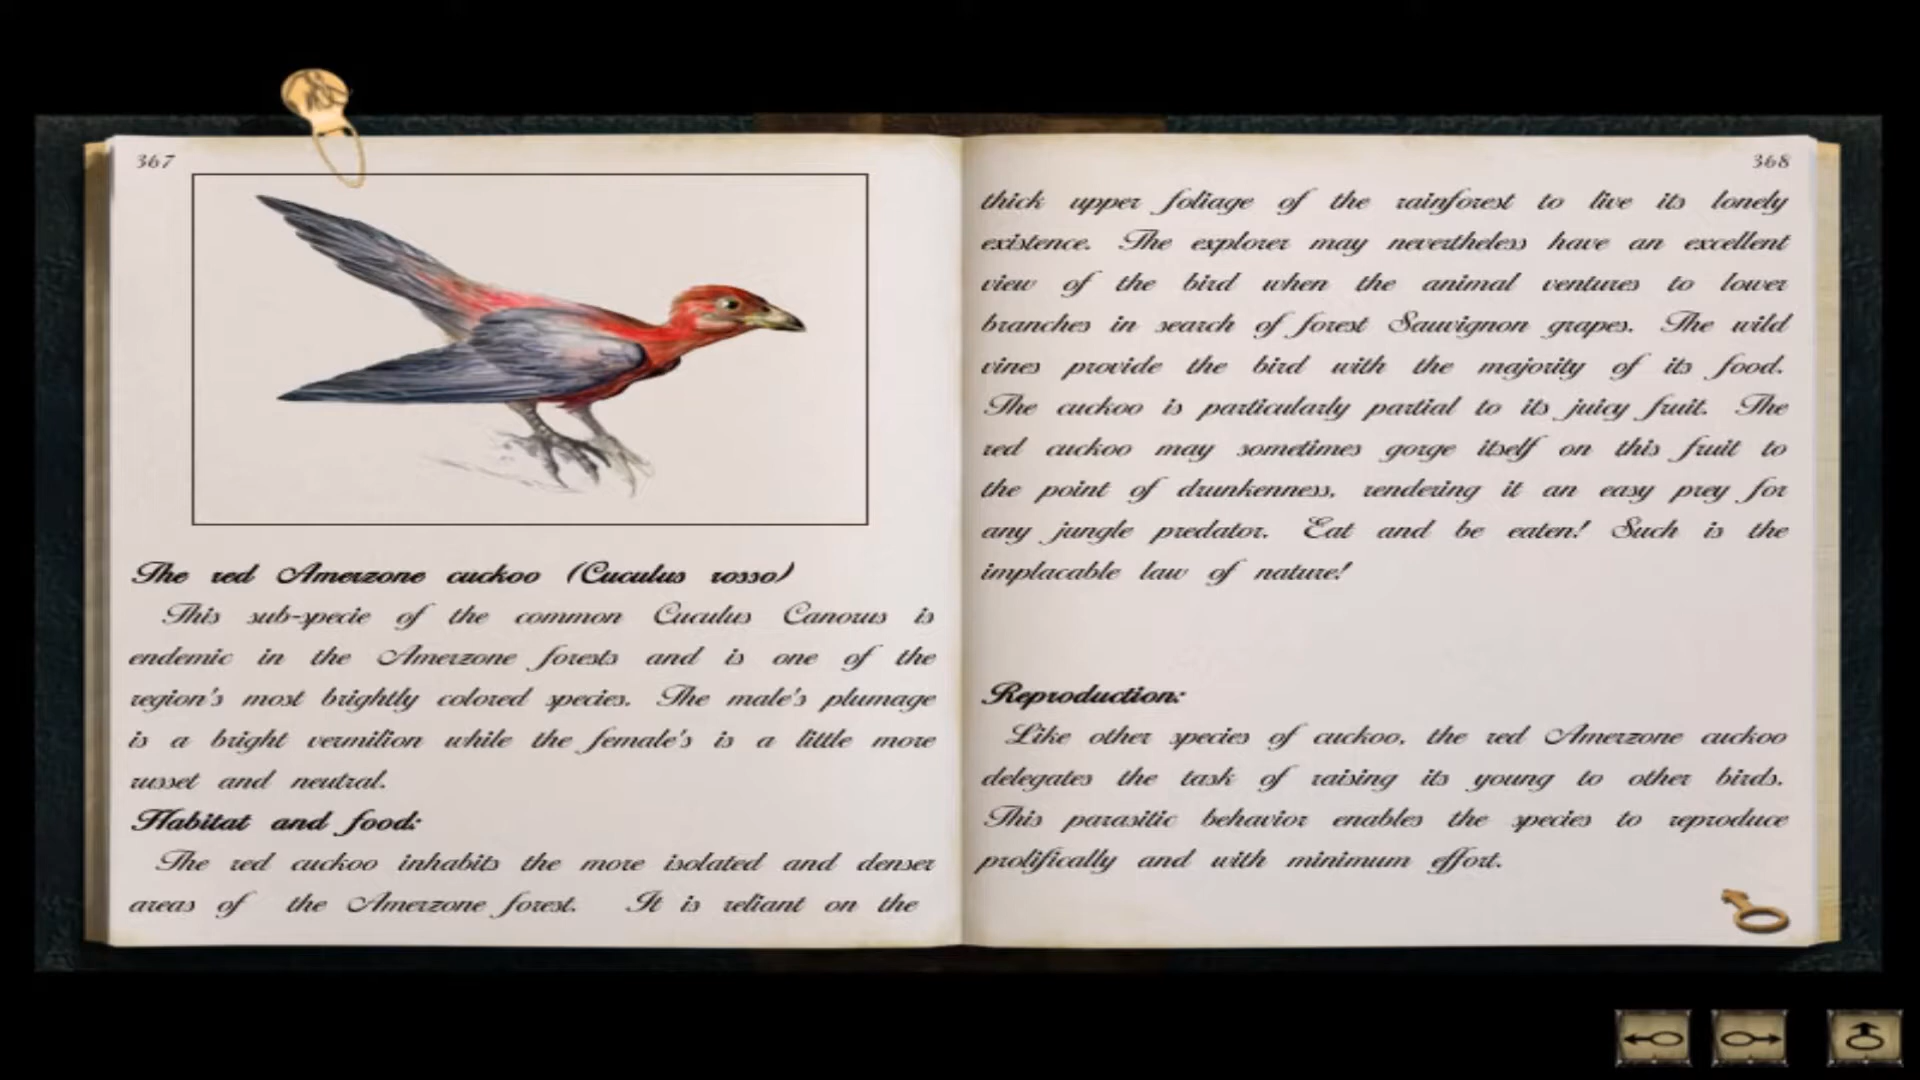 367
The red Amerzone cuckoo (Cuculus rosso)
This sub-specie of the common Cuculus Canorus is
endemic in the Amerzone forests and is one of the
region's most brightly colored species. The male's plumage
is a bright vermilion while the female's is a little more
russet and neutral.
Habitat and food:
The red cuckoo inhabits the more isolated and denser
areas of the Amerzone forest. It is reliant on the
368
thick upper foliage of the rainforest to live its lonely
existence. The explorer may nevertheless have an excellent
view of the bird when the animal ventures to lower
branches in search of forest Sauvignon grapes. The wild
vines provide the bird with the majority of its food.
The cuckoo is particularly partial to its juicy fruit. The
red cuckoo may sometimes gorge itself on this fruit to
the point of drunkenness, rendering it an easy prey for
any jungle predator. Eat and be eaten! Such is the
implacable law of nature!
Reproduction:
Like other species of cuckoo, the red Amerzone cuckoo
delegates the task of raising its young to other birds.
This parasitic behavior enables the species to reproduce
prolifically and with minimum effort.